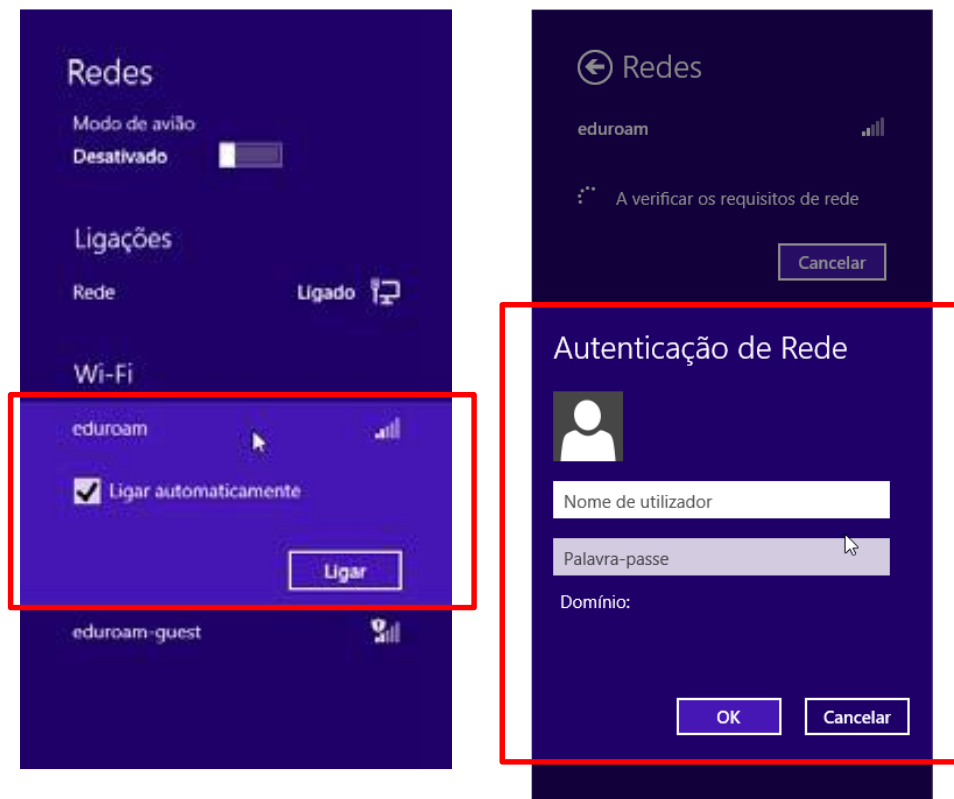 Redes
Modo de avião
Desativado
Ligações
Rede Ligado
Wi-Fi
eduroam
Ligar automaticamente
Ligar
eduroam-guest
Redes
eduroam
A verificar os requisitos de rede
Cancelar
Autenticação de Rede
Nome de utilizador
Palavra-passe
Domínio:
OK Cancelar